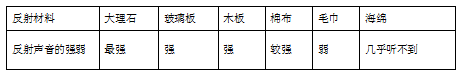 反射材料 大理石 玻璃板 木板 棉布 毛巾 海绵
反射声音的强弱 最强 强 强 较强 弱 几乎听不到